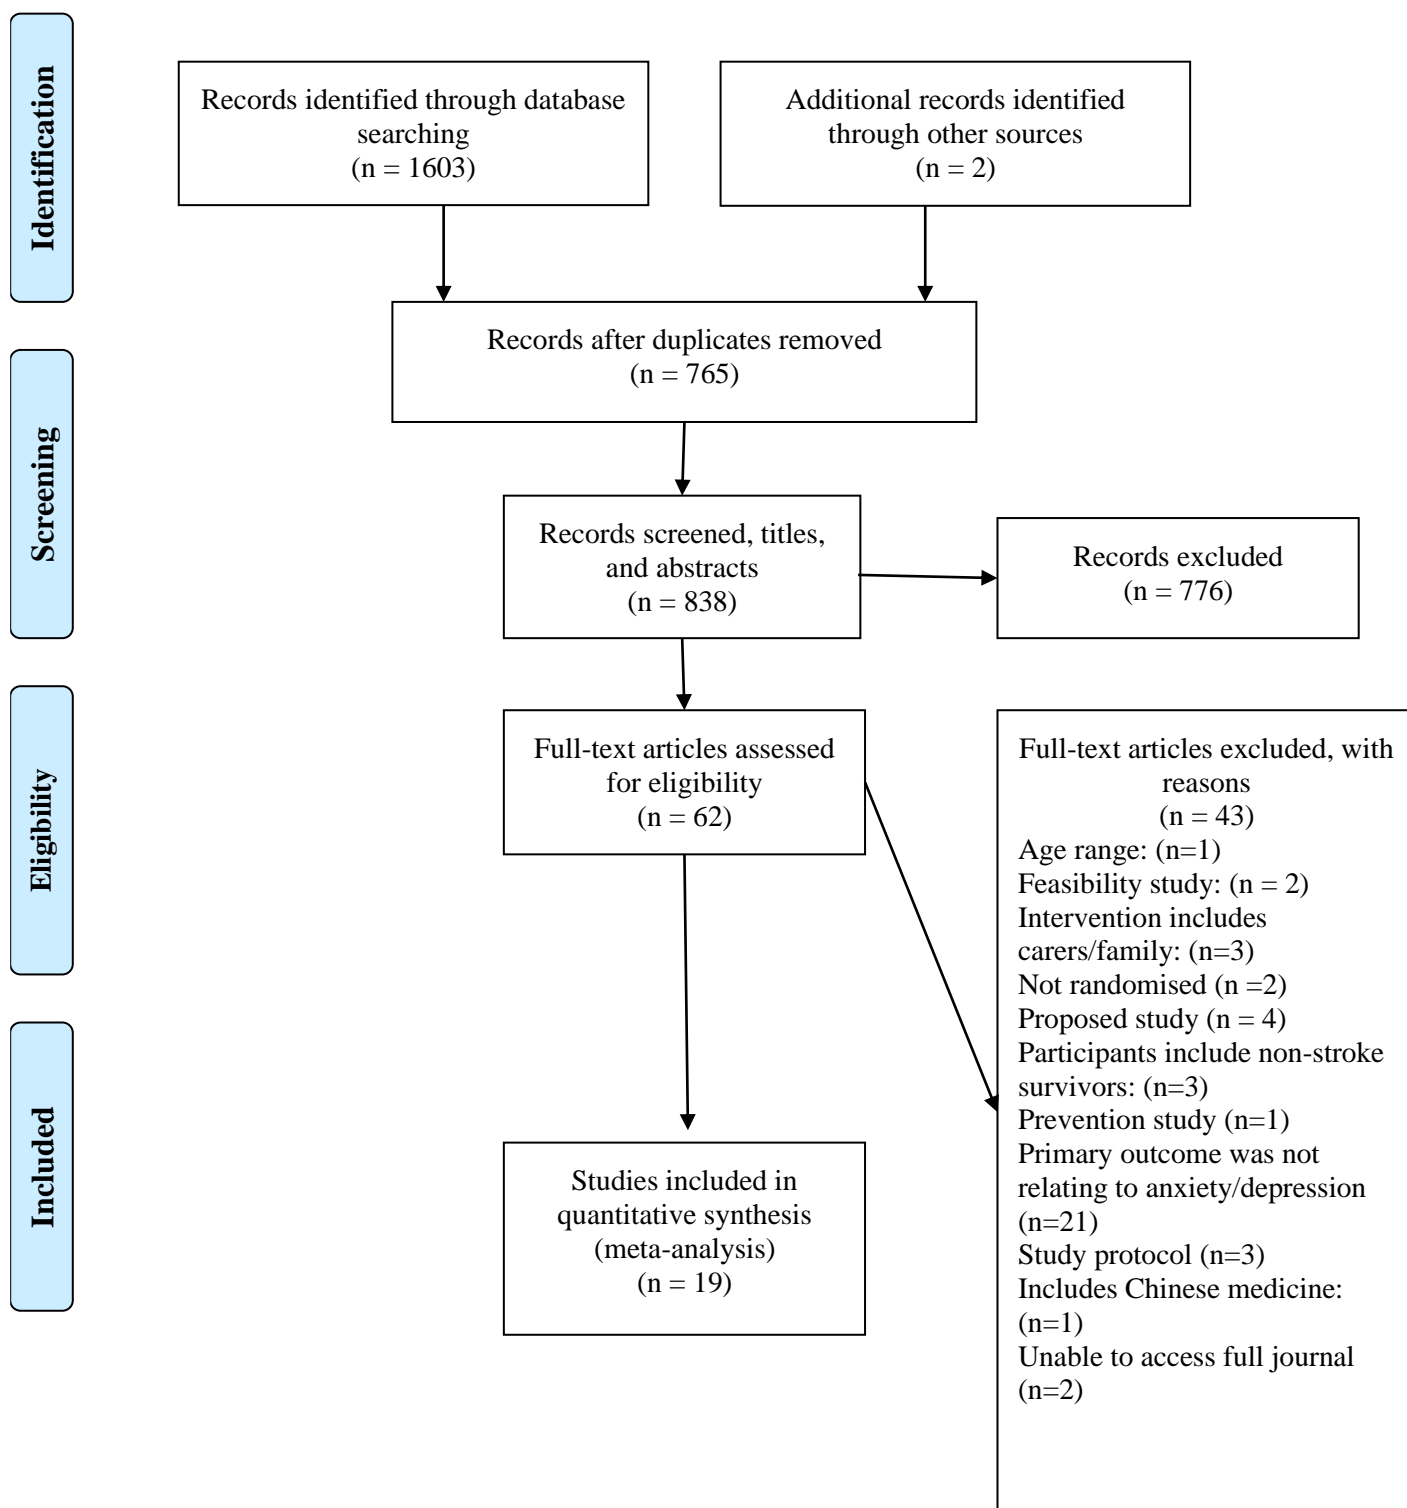 Identification
Records identified through database
searching
(n = 1603)
Additional records identified
through other sources
(n = 2)
Records after duplicates removed
(n = 765)
Screening
Records screened, titles,
and abstracts
(n = 838)
Records excluded
(n = 776)
Eligibility
Full-text articles assessed
for eligibility
(n = 62)
Full-text articles excluded, with
reasons
(n = 43)
Age range: (n=1)
Feasibility study: (n = 2)
Intervention includes
carers/family: (n=3)
Not randomised (n =2)
Proposed study (n = 4)
Participants include non-stroke
survivors: (n=3)
Prevention study (n=1)
Primary outcome was not
relating to anxiety/depression
(n=21)
Study protocol (n=3)
Includes Chinese medicine:
(n=1)
Unable to access full journal
(n=2)
Included
Studies included in
quantitative synthesis
(meta-analysis)
(n = 19)